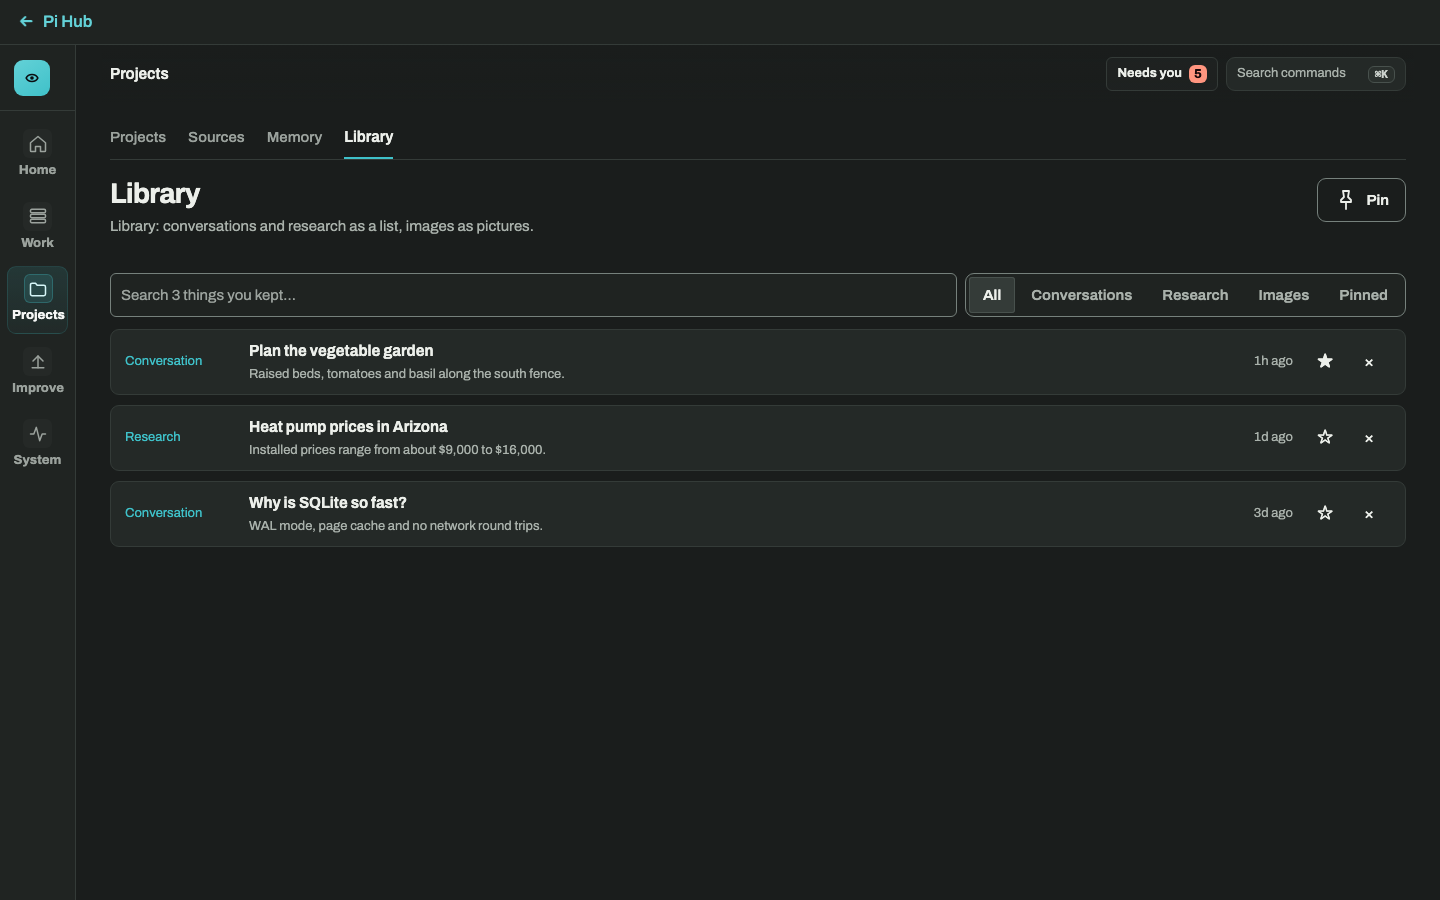 Pi Hub
Projects
Needs you 5
Search commands ⌘K
Home
Work
Projects
Improve
System
Projects Sources Memory Library
Library
Pin
Library: conversations and research as a list, images as pictures.
Search 3 things you kept...
All Conversations Research Images Pinned
Conversation
Plan the vegetable garden
Raised beds, tomatoes and basil along the south fence.
1h ago
Research
Heat pump prices in Arizona
Installed prices range from about $9,000 to $16,000.
1d ago
Conversation
Why is SQLite so fast?
WAL mode, page cache and no network round trips.
3d ago